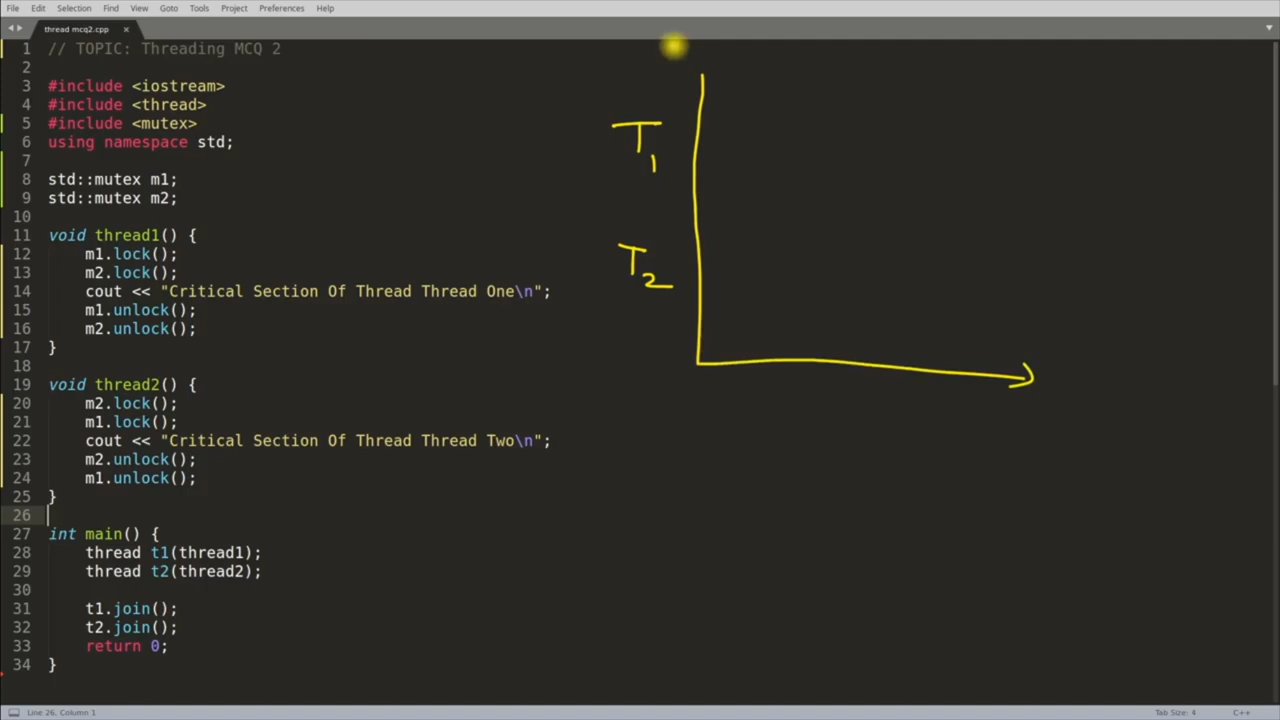 File Edit Selection Find View Goto Tools Project Preferences Help
thread mcq2.cpp ×
1 // TOPIC: Threading MCQ 2
2
3 #include <iostream>
4 #include <thread>
5 #include <mutex>
6 using namespace std;
7
8 std::mutex m1;
9 std::mutex m2;
10
11 void thread1() {
12 m1.lock();
13 m2.lock();
14 cout << "Critical Section Of Thread Thread One\n";
15 m1.unlock();
16 m2.unlock();
17 }
18
19 void thread2() {
20 m2.lock();
21 m1.lock();
22 cout << "Critical Section Of Thread Thread Two\n";
23 m2.unlock();
24 m1.unlock();
25 }
26
27 int main() {
28 thread t1(thread1);
29 thread t2(thread2);
30
31 t1.join();
32 t2.join();
33 return 0;
34 }
T1
T2
Line 26, Column 1 Tab Size: 4 C++